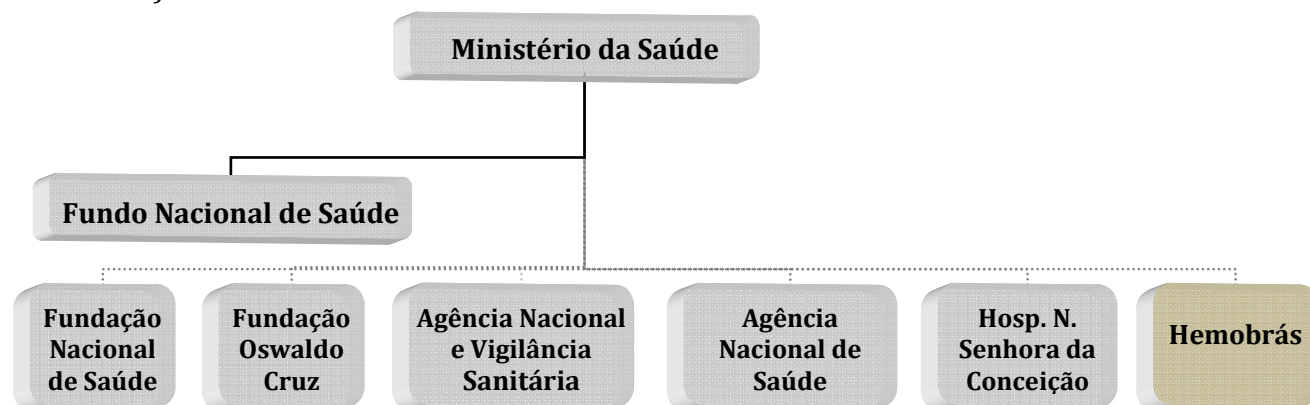 Ministério da Saúde
Fundo Nacional de Saúde
Fundação
Nacional
de Saúde
Fundação
Oswaldo
Cruz
Agência Nacional
e Vigilância
Sanitária
Agência
Nacional de
Saúde
Hosp. N.
Senhora da
Conceição
Hemobrás